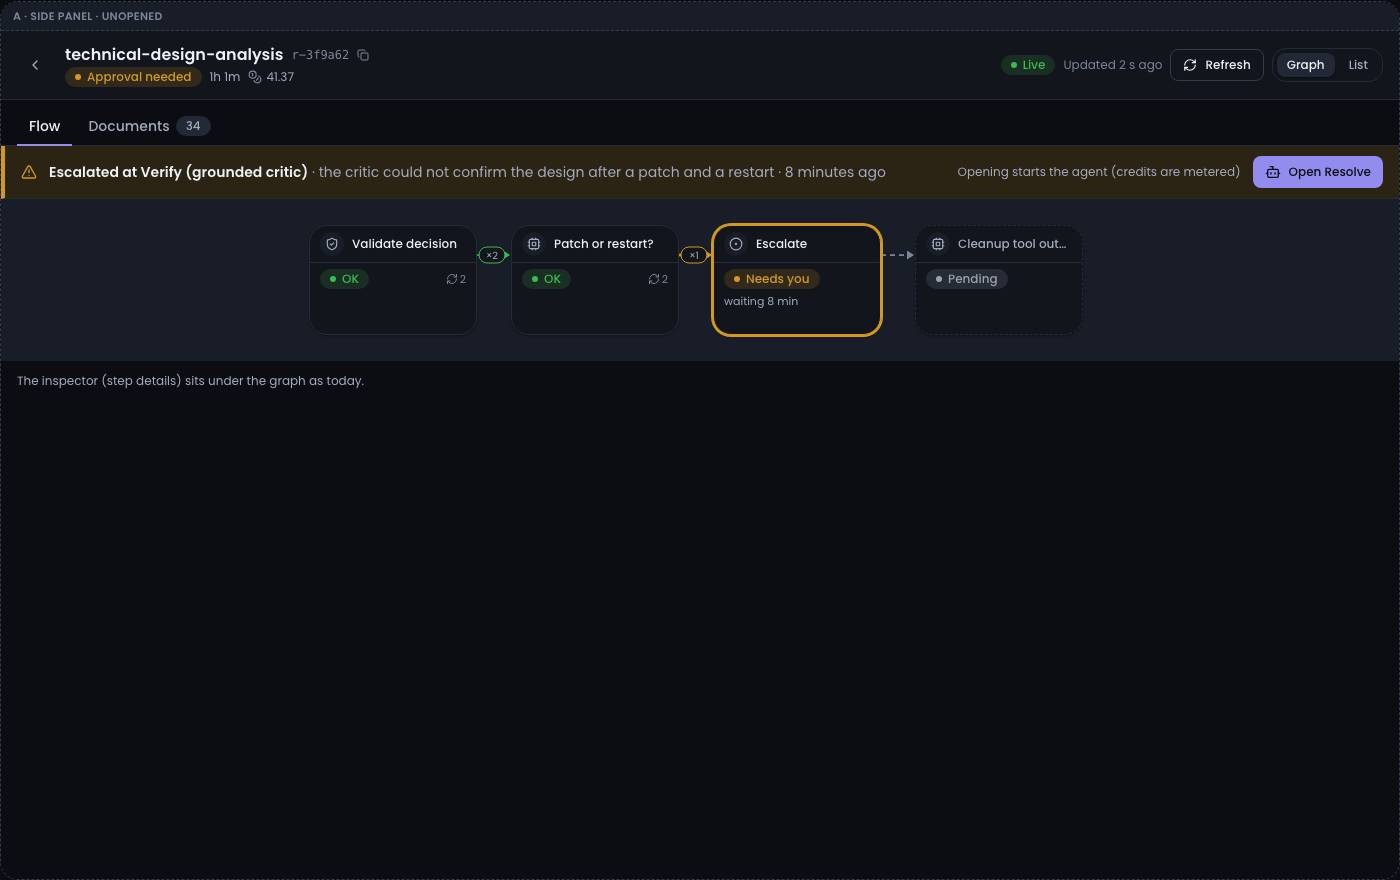 A · SIDE PANEL · UNOPENED
technical-design-analysis r-3f9a62
Approval needed 1h 1m 41.37
Live Updated 2 s ago Refresh Graph List
Flow Documents 34
Escalated at Verify (grounded critic) · the critic could not confirm the design after a patch and a restart · 8 minutes ago Opening starts the agent (credits are metered) Open Resolve
Validate decision ×2 Patch or restart? ×1 Escalate Cleanup tool out...
OK 2 OK 2 Needs you Pending
waiting 8 min
The inspector (step details) sits under the graph as today.